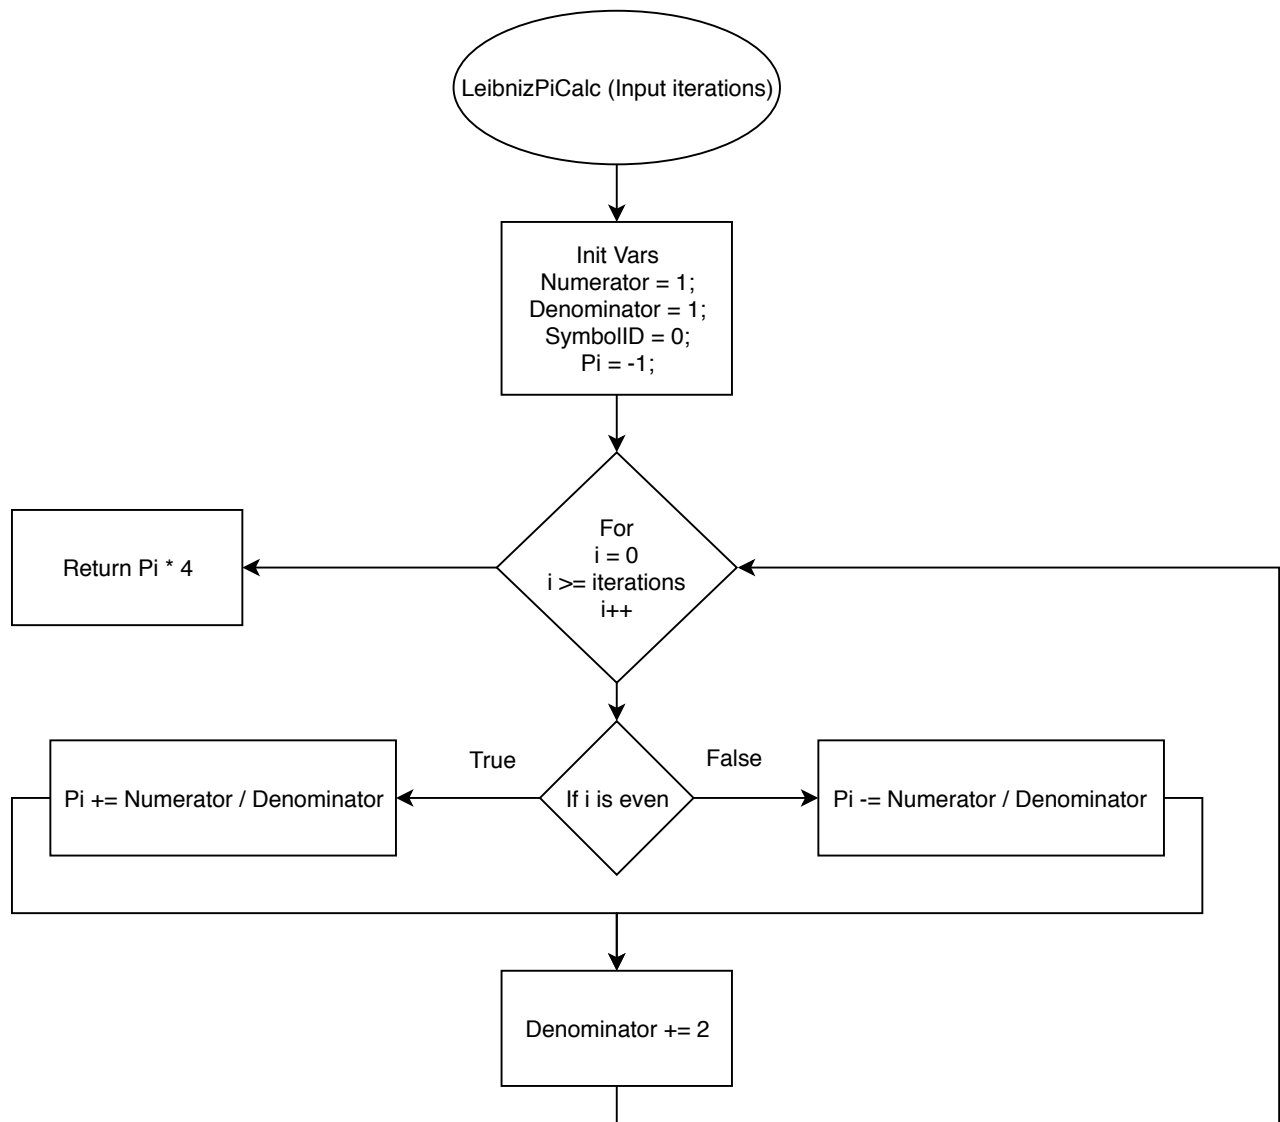 LeibnizPiCalc (Input iterations)
Init Vars
Numerator = 1;
Denominator = 1;
SymbolID = 0;
Pi = -1;
For
i = 0
i >= iterations
i++
Return Pi * 4
True
False
Pi += Numerator / Denominator
If i is even
Pi -= Numerator / Denominator
Denominator += 2